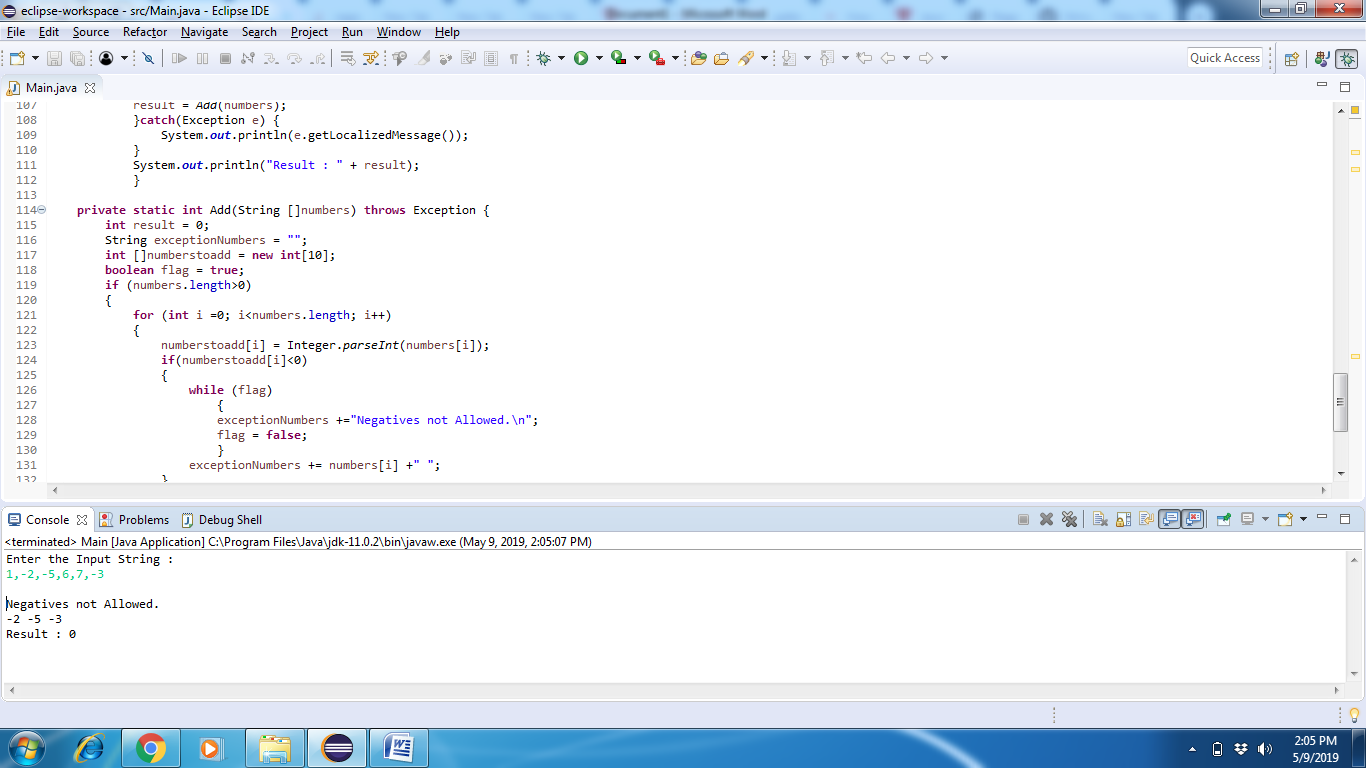 eclipse-workspace - src/Main.java - Eclipse IDE
File Edit Source Refactor Navigate Search Project Run Window Help
Quick Access
Main.java
107 result = Add(numbers);
108 }catch(Exception e) {
109 System.out.println(e.getLocalizedMessage());
110 }
111 System.out.println("Result : " + result);
112 }
113
114 private static int Add(String []numbers) throws Exception {
115 int result = 0;
116 String exceptionNumbers = "";
117 int []numberstoadd = new int[10];
118 boolean flag = true;
119 if (numbers.length>0)
120 {
121 for (int i =0; i<numbers.length; i++)
122 {
123 numberstoadd[i] = Integer.parseInt(numbers[i]);
124 if(numberstoadd[i]<0)
125 {
126 while (flag)
127 {
128 exceptionNumbers +="Negatives not Allowed.\n";
129 flag = false;
130 }
131 exceptionNumbers += numbers[i] +" ";
132 }
Console Problems Debug Shell
<terminated> Main [Java Application] C:\Program Files\Java\jdk-11.0.2\bin\javaw.exe (May 9, 2019, 2:05:07 PM)
Enter the Input String :
1,-2,-5,6,7,-3
Negatives not Allowed.
-2 -5 -3
Result : 0
2:05 PM
5/9/2019